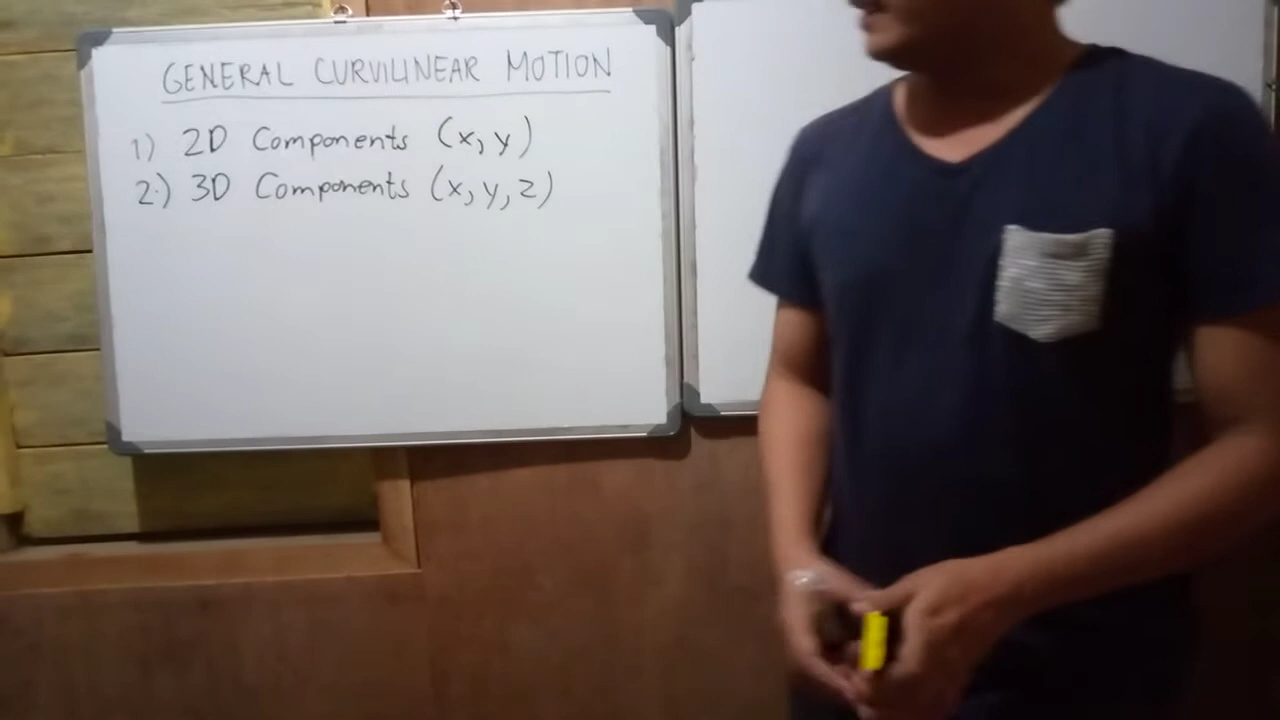 GENERAL CURVILINEAR MOTION
1) 2D Components (x, y)
2.) 3D Components (x, y, z)